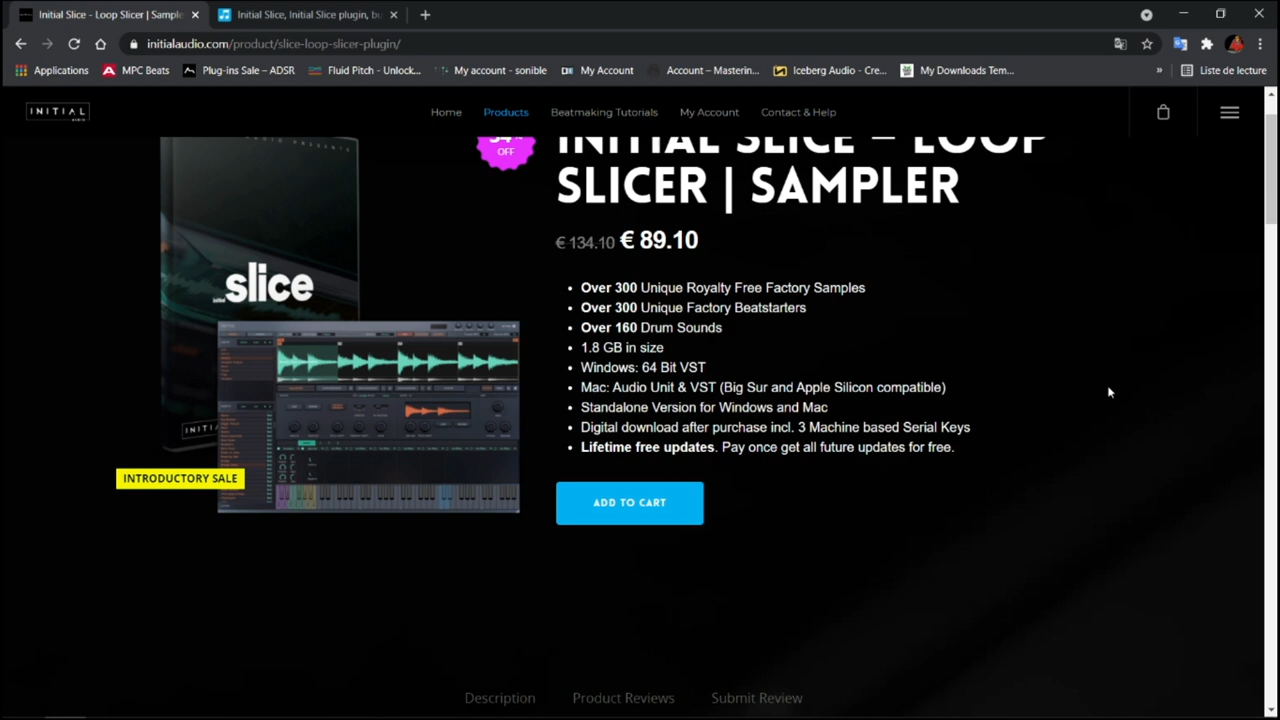 Initial Slice - Loop Slicer | Sample
Initial Slice, Initial Slice plugin, bu
initialaudio.com/product/slice-loop-slicer-plugin/
Applications
MPC Beats
Plug-ins Sale – ADSR
Fluid Pitch - Unlock...
My account - sonible
My Account
Account – Masterin...
Iceberg Audio - Cre...
My Downloads Tem...
»
Liste de lecture
INITIAL
AUDIO
Home
Products
Beatmaking Tutorials
My Account
Contact & Help
OFF
INITIAL SLICE – LOOP
SLICER | SAMPLER
€ 134.10 € 89.10
Over 300 Unique Royalty Free Factory Samples
Over 300 Unique Factory Beatstarters
Over 160 Drum Sounds
1.8 GB in size
Windows: 64 Bit VST
Mac: Audio Unit & VST (Big Sur and Apple Silicon compatible)
Standalone Version for Windows and Mac
Digital download after purchase incl. 3 Machine based Serial Keys
Lifetime free updates. Pay once get all future updates for free.
ADD TO CART
slice
INTRODUCTORY SALE
Description
Product Reviews
Submit Review